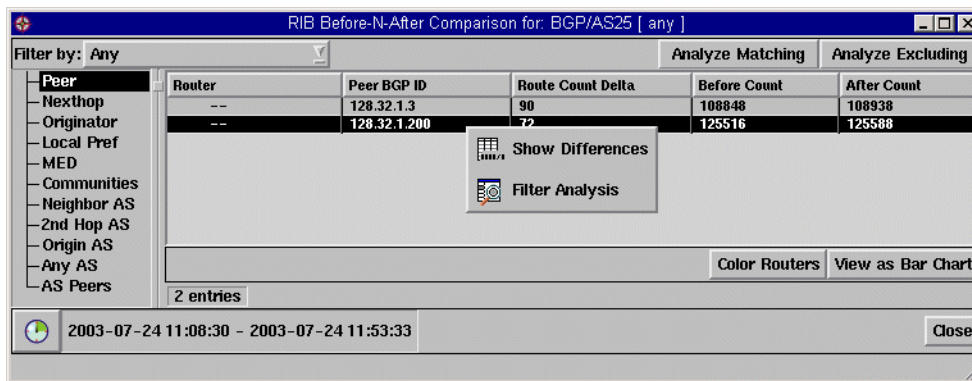 RIB Before-N-After Comparison for: BGP/AS25 [ any ]
Filter by: Any
Analyze Matching
Analyze Excluding
Peer
Nexthop
Originator
Local Pref
MED
Communities
Neighbor AS
2nd Hop AS
Origin AS
Any AS
AS Peers
Router Peer BGP ID Route Count Delta Before Count After Count
-- 128.32.1.3 90 108848 108938
-- 128.32.1.200 72 125516 125588
Show Differences
Filter Analysis
Color Routers
View as Bar Chart
2 entries
2003-07-24 11:08:30 - 2003-07-24 11:53:33
Close